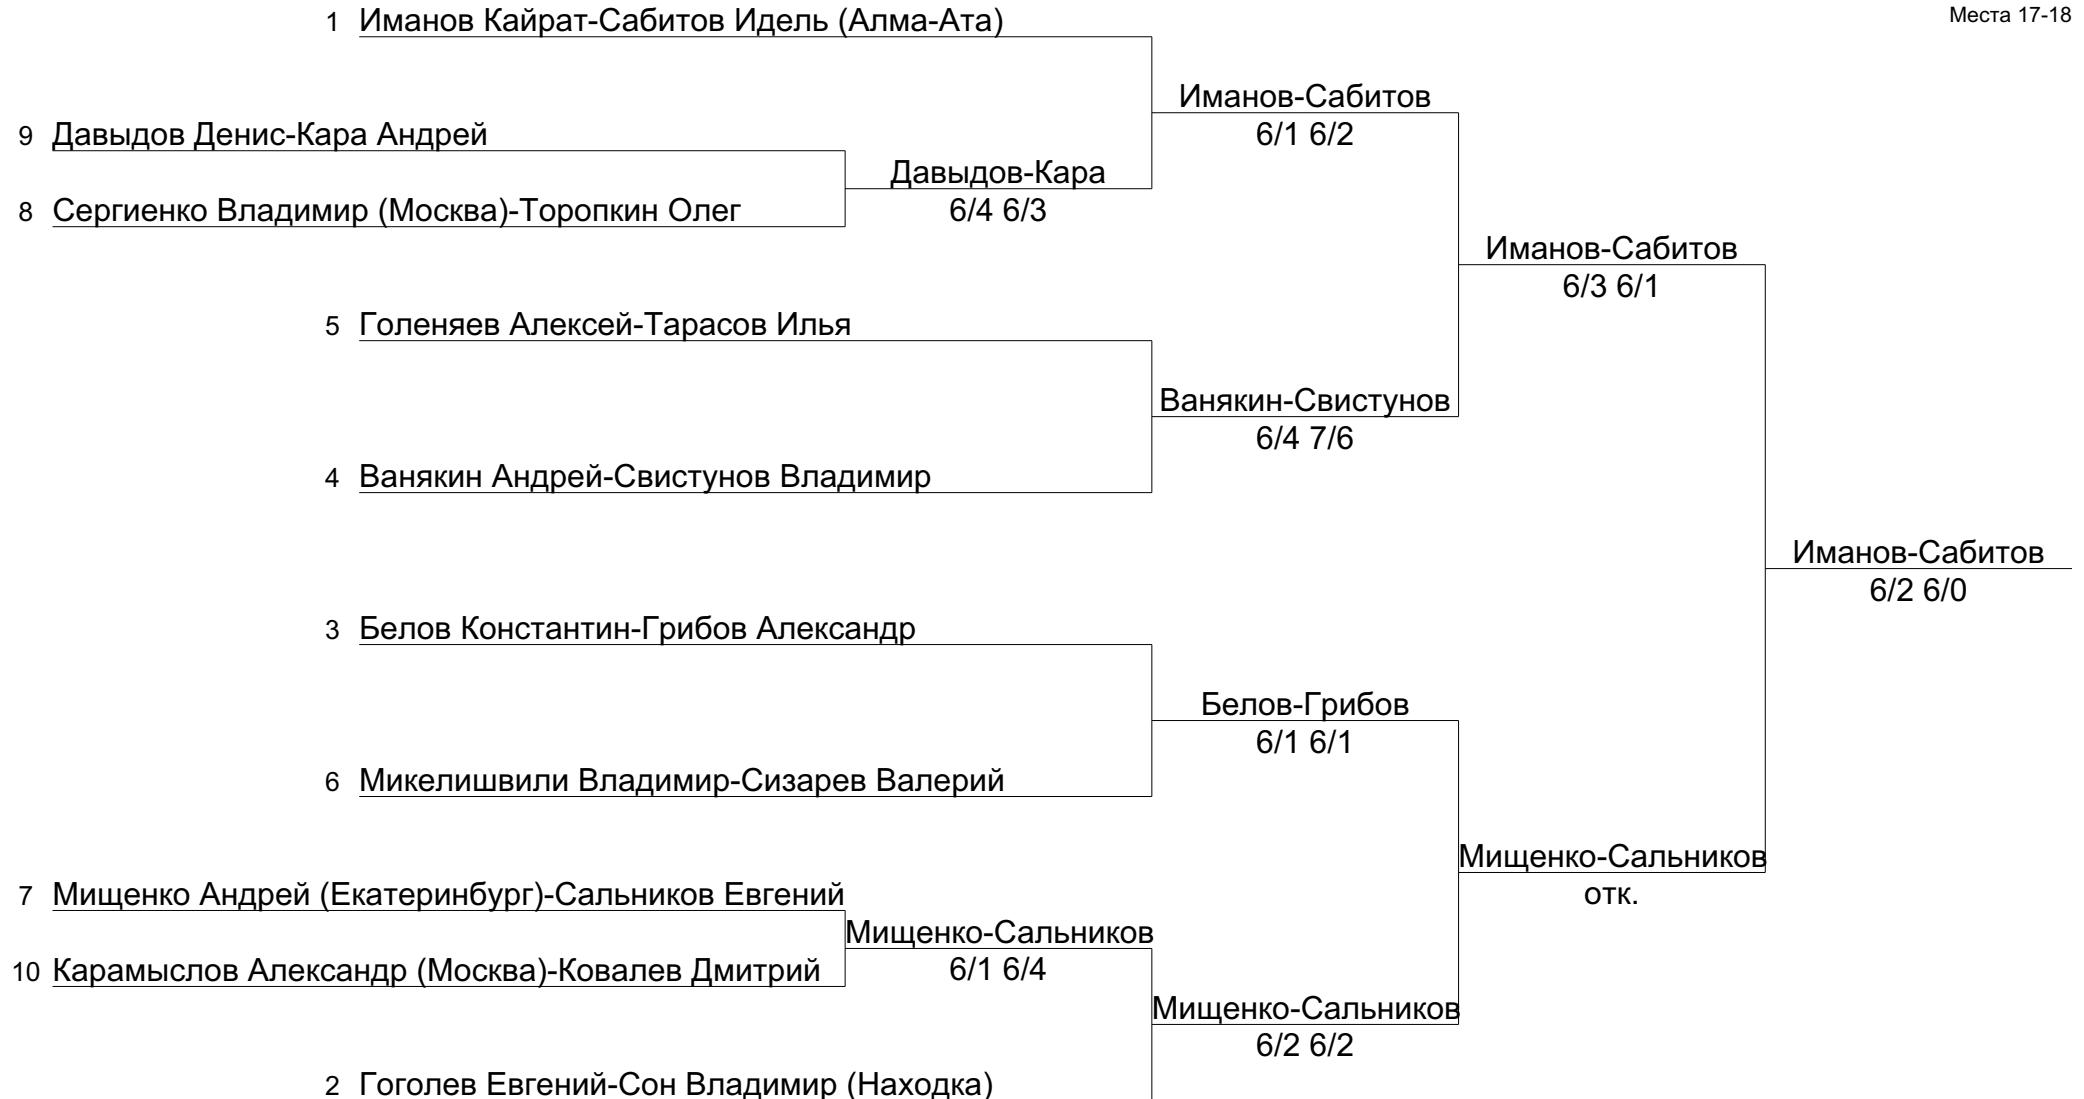 1 Иманов Кайрат-Сабитов Идель (Алма-Ата)
Места 17-18
Иманов-Сабитов
6/1 6/2
9 Давыдов Денис-Кара Андрей
Давыдов-Кара
6/4 6/3
8 Сергиенко Владимир (Москва)-Торопкин Олег
Иманов-Сабитов
6/3 6/1
5 Голеняев Алексей-Тарасов Илья
Ванякин-Свистунов
6/4 7/6
4 Ванякин Андрей-Свистунов Владимир
Иманов-Сабитов
6/2 6/0
3 Белов Константин-Грибов Александр
Белов-Грибов
6/1 6/1
6 Микелишвили Владимир-Сизарев Валерий
Мищенко-Сальников
отк.
7 Мищенко Андрей (Екатеринбург)-Сальников Евгений
Мищенко-Сальников
6/1 6/4
10 Карамыслов Александр (Москва)-Ковалев Дмитрий
Мищенко-Сальников
6/2 6/2
2 Гоголев Евгений-Сон Владимир (Находка)